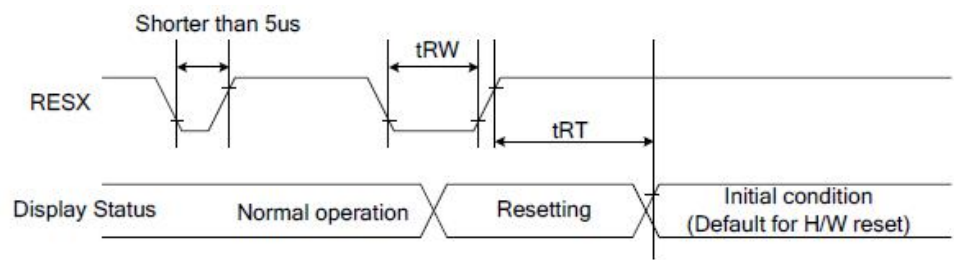 Shorter than 5us
tRW
RESX
tRT
Display Status
Normal operation
Resetting
Initial condition
(Default for H/W reset)